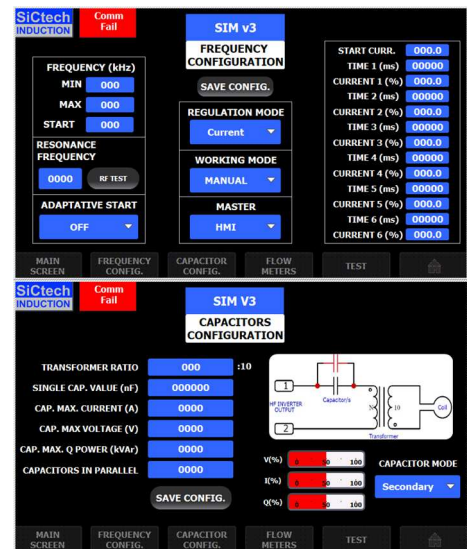 SiCtech
INDUCTION
Comm
Fail
SIM v3
FREQUENCY
CONFIGURATION
SAVE CONFIG.
FREQUENCY (kHz)
MIN 000
MAX 000
START 000
RESONANCE
FREQUENCY
0000 RF TEST
ADAPTATIVE START
OFF
REGULATION MODE
Current
WORKING MODE
MANUAL
MASTER
HMI
START CURR. 000.0
TIME 1 (ms) 00000
CURRENT 1 (%) 000.0
TIME 2 (ms) 00000
CURRENT 2 (%) 000.0
TIME 3 (ms) 00000
CURRENT 3 (%) 000.0
TIME 4 (ms) 00000
CURRENT 4 (%) 000.0
TIME 5 (ms) 00000
CURRENT 5 (%) 000.0
TIME 6 (ms) 00000
CURRENT 6 (%) 000.0
MAIN
SCREEN
FREQUENCY
CONFIG.
CAPACITOR
CONFIG.
FLOW
METERS
TEST
SiCtech
INDUCTION
Comm
Fail
SIM V3
CAPACITORS
CONFIGURATION
TRANSFORMER RATIO 000 :10
SINGLE CAP. VALUE (nF) 000000
CAP. MAX. CURRENT (A) 0000
CAP. MAX VOLTAGE (V) 0000
CAP. MAX. Q POWER (kVAr) 0000
CAPACITORS IN PARALLEL 0000
SAVE CONFIG.
1
Capacitor/s
HF INVERTER
OUTPUT
10
Coil
2
Transformer
V(%) 0 50 100
I(%) 0 50 100
Q(%) 0 50 100
CAPACITOR MODE
Secondary
MAIN
SCREEN
FREQUENCY
CONFIG.
CAPACITOR
CONFIG.
FLOW
METERS
TEST